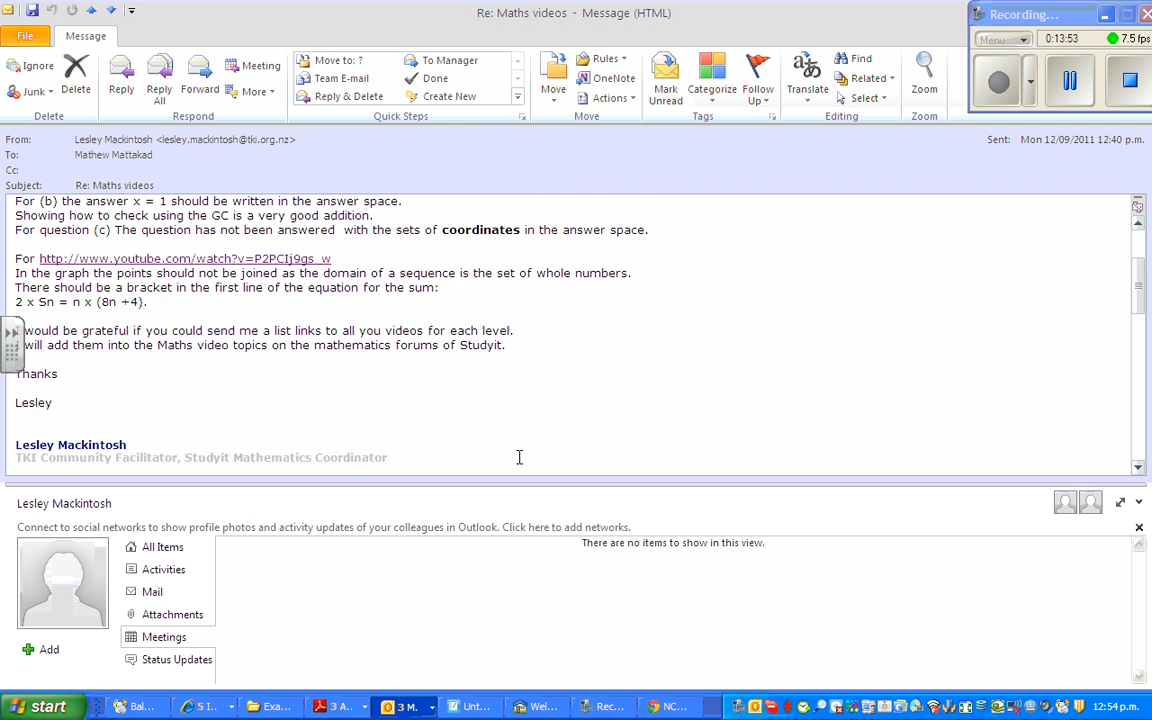 Re: Maths videos - Message (HTML)
Recording...
File
Message
Menu
0:13:53
7.5 fps
Ignore
Junk
Delete
Delete
Reply
Reply All
Forward
Meeting
More
Respond
Move to: ?
Team E-mail
Reply & Delete
To Manager
Done
Create New
Quick Steps
Move
Rules
OneNote
Actions
Move
Mark Unread
Categorize
Follow Up
Tags
Translate
Find
Related
Select
Editing
Zoom
Zoom
From: Lesley Mackintosh <lesley.mackintosh@tki.org.nz>
Sent: Mon 12/09/2011 12:40 p.m.
To: Mathew Mattakad
Cc:
Subject: Re: Maths videos
For (b) the answer x = 1 should be written in the answer space.
Showing how to check using the GC is a very good addition.
For question (c) The question has not been answered with the sets of coordinates in the answer space.
For http://www.youtube.com/watch?v=P2PCIj9gs_w
In the graph the points should not be joined as the domain of a sequence is the set of whole numbers.
There should be a bracket in the first line of the equation for the sum:
2 x Sn = n x (8n +4).
would be grateful if you could send me a list links to all you videos for each level.
will add them into the Maths video topics on the mathematics forums of Studyit.
Thanks
Lesley
Lesley Mackintosh
TKI Community Facilitator, Studyit Mathematics Coordinator
Lesley Mackintosh
Connect to social networks to show profile photos and activity updates of your colleagues in Outlook. Click here to add networks.
All Items
There are no items to show in this view.
Activities
Mail
Attachments
Meetings
Status Updates
Add
start
Bal...
5 I...
Exa...
3 A...
3 M...
Unt...
Wel...
Rec...
NC...
12:54 p.m.